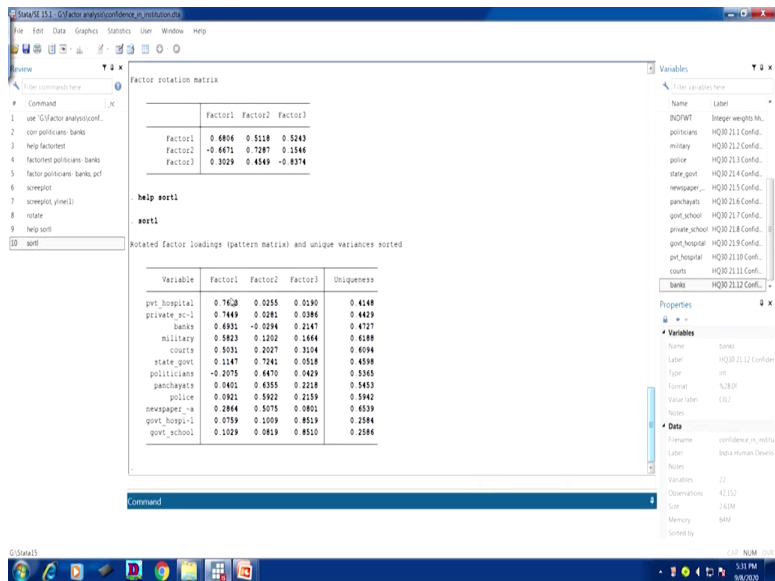 Stata/SE 15.1 - G:\Factor analysis\confidence_in_institution.dta
File Edit Data Graphics Statistics User Window Help
Review
Filter commands here
# Command _rc
1 use "G:\Factor analysis\conf...
2 corr politicians- banks
3 help factortest
4 factortest politicians- banks
5 factor politicians- banks, pcf
6 screeplot
7 screeplot, yline(1)
8 rotate
9 help sortl
10 sortl
Factor rotation matrix
Factor1 Factor2 Factor3
Factor1 0.6806 0.5118 0.5243
Factor2 -0.6671 0.7287 0.1546
Factor3 0.3029 0.4549 -0.8374
. help sortl
. sortl
Rotated factor loadings (pattern matrix) and unique variances sorted
Variable Factor1 Factor2 Factor3 Uniqueness
pvt_hospital 0.0255 0.0190 0.4148
private_sc~l 0.7449 0.0281 0.0386 0.4429
banks 0.6931 -0.0294 0.2147 0.4727
military 0.5823 0.1202 0.1664 0.6188
courts 0.5031 0.2027 0.3104 0.6094
state_govt 0.1147 0.7241 0.0518 0.4598
politicians -0.2075 0.6470 0.0429 0.5365
panchayats 0.0401 0.6355 0.2218 0.5453
police 0.0921 0.5922 0.2159 0.5942
newspaper_~a 0.2864 0.5075 0.0801 0.6539
govt_hospi~l 0.0759 0.1009 0.8519 0.2584
govt_school 0.1029 0.0819 0.8510 0.2586
.
Command
Variables
Filter variables here
Name Label
INDFWT Integer weights hh..
politicians HQ30 21.1 Confid..
military HQ30 21.2 Confid..
police HQ30 21.3 Confid..
state_govt HQ30 21.4 Confid..
newspaper_... HQ30 21.5 Confid..
panchayats HQ30 21.6 Confid..
govt_school HQ30 21.7 Confid..
private_school HQ30 21.8 Confid..
govt_hospital HQ30 21.9 Confid..
pvt_hospital HQ30 21.10 Confi..
courts HQ30 21.11 Confi..
banks HQ30 21.12 Confi..
Properties
Variables
Name banks
Label HQ30 21.12 Confider
Type int
Format %28.0f
Value label
Notes
Data
Filename confidence_in_institu
Label India Human Develo
Notes
Variables 22
Observations 42,152
Size 2.61M
Memory 64M
Sorted by
G:\Stata15
CAP NUM OVR
5:31 PM
9/8/2020